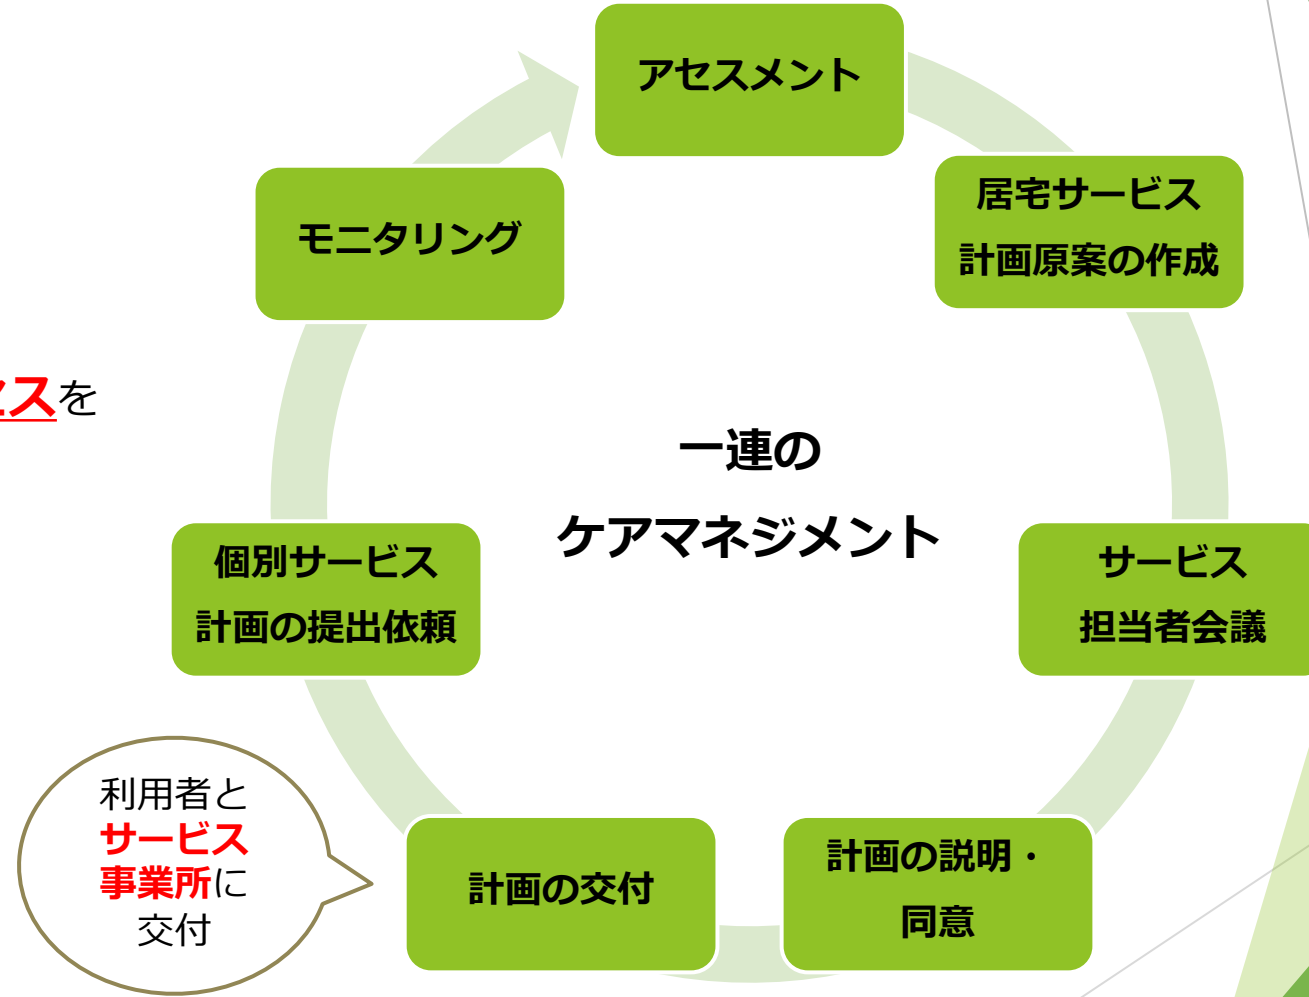 アセスメント
居宅サービス
計画原案の作成
サービス
担当者会議
計画の説明・
同意
計画の交付
個別サービス
計画の提出依頼
モニタリング
一連の
ケアマネジメント
スを
利用者と
サービス
事業所に
交付